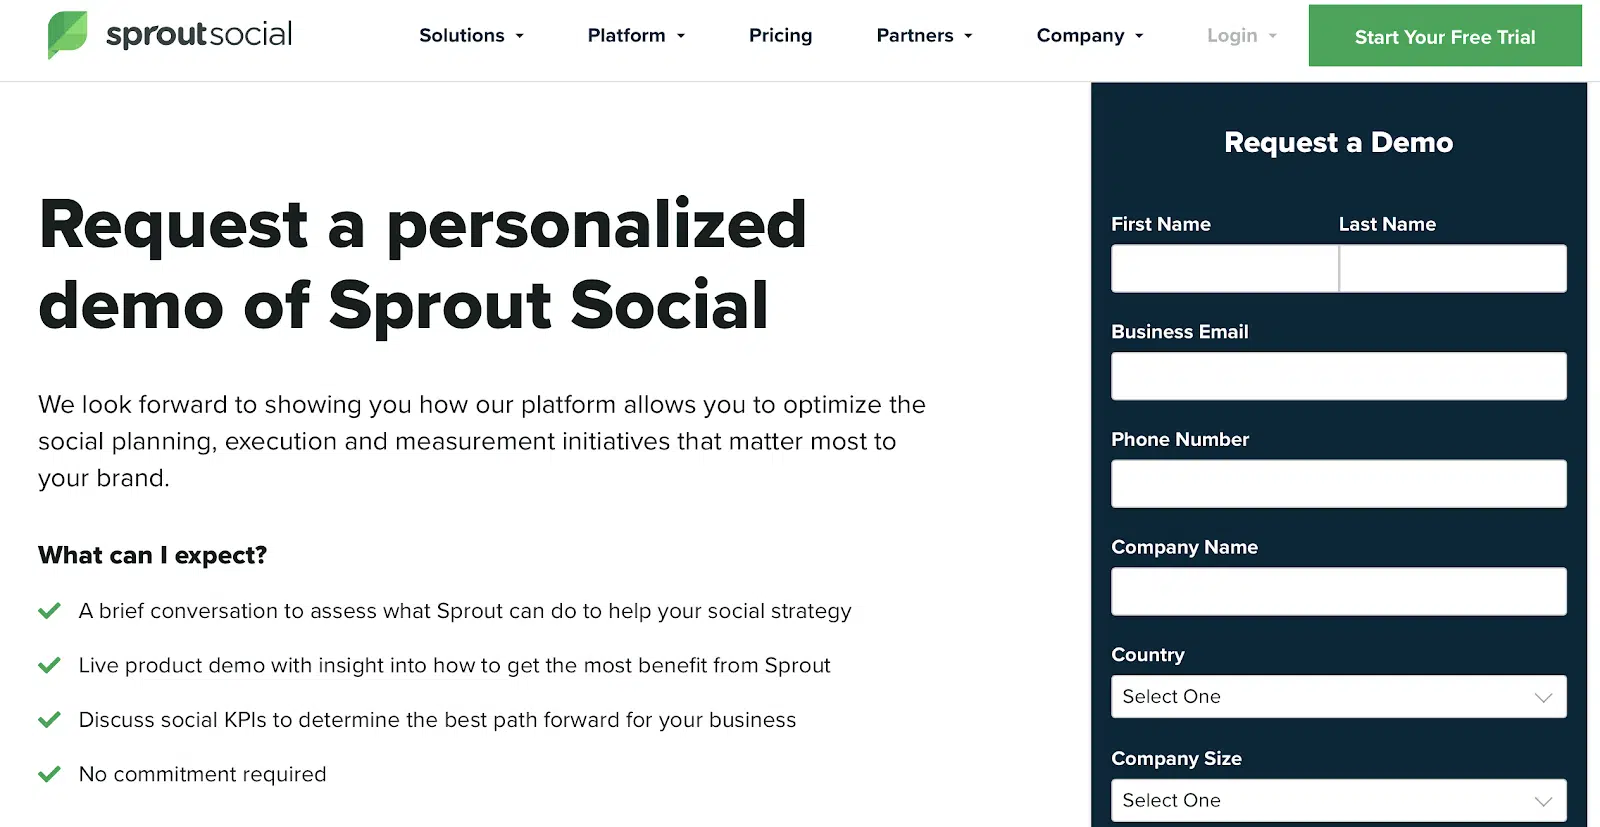 sproutsocial
Solutions
Platform
Pricing
Partners
Company
Login
Start Your Free Trial
Request a personalized
demo of Sprout Social
We look forward to showing you how our platform allows you to optimize the
social planning, execution and measurement initiatives that matter most to
your brand.
What can I expect?
A brief conversation to assess what Sprout can do to help your social strategy
Live product demo with insight into how to get the most benefit from Sprout
Discuss social KPIs to determine the best path forward for your business
No commitment required
Request a Demo
First Name
Last Name
Business Email
Phone Number
Company Name
Country
Select One
Company Size
Select One